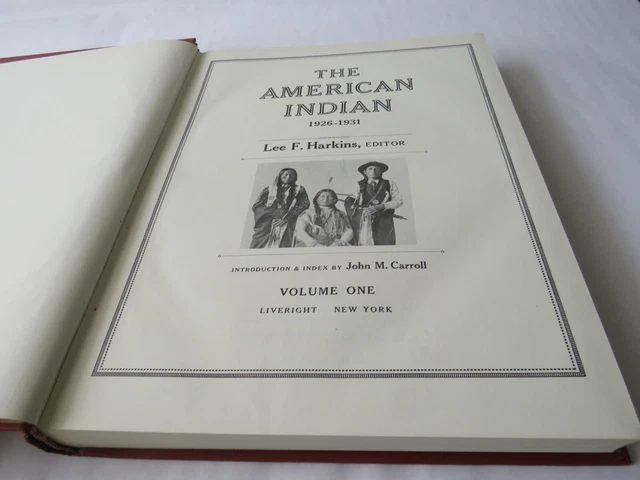 THE
AMERICAN
INDIAN
1926-1931
Lee F. Harkins, EDITOR
INTRODUCTION & INDEX BY John M. Carroll
VOLUME ONE
LIVERIGHT NEW YORK